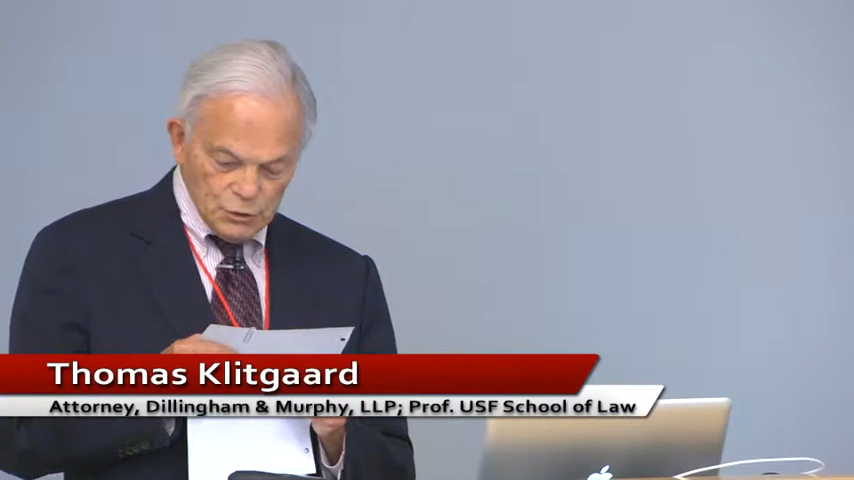 Thomas Klitgaard
Attorney, Dillingham & Murphy, LLP; Prof. USF School of Law